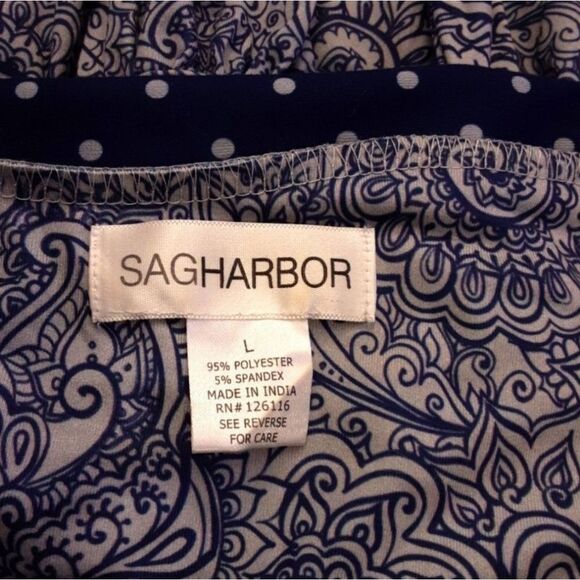 SAGHARBOR
L
95% POLYESTER
5% SPANDEX
MADE IN INDIA
RN# 126116
SEE REVERSE
FOR CARE